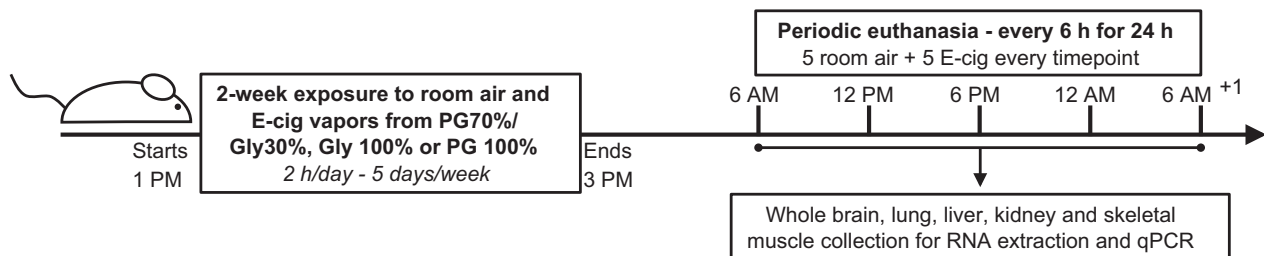 Periodic euthanasia - every 6 h for 24 h
5 room air + 5 E-cig every timepoint
2-week exposure to room air and
E-cig vapors from PG70%/
Gly30%, Gly 100% or PG 100%
2 h/day - 5 days/week
Starts
1 PM
Ends
3 PM
6 AM 12 PM 6 PM 12 AM 6 AM +1
Whole brain, lung, liver, kidney and skeletal
muscle collection for RNA extraction and qPCR